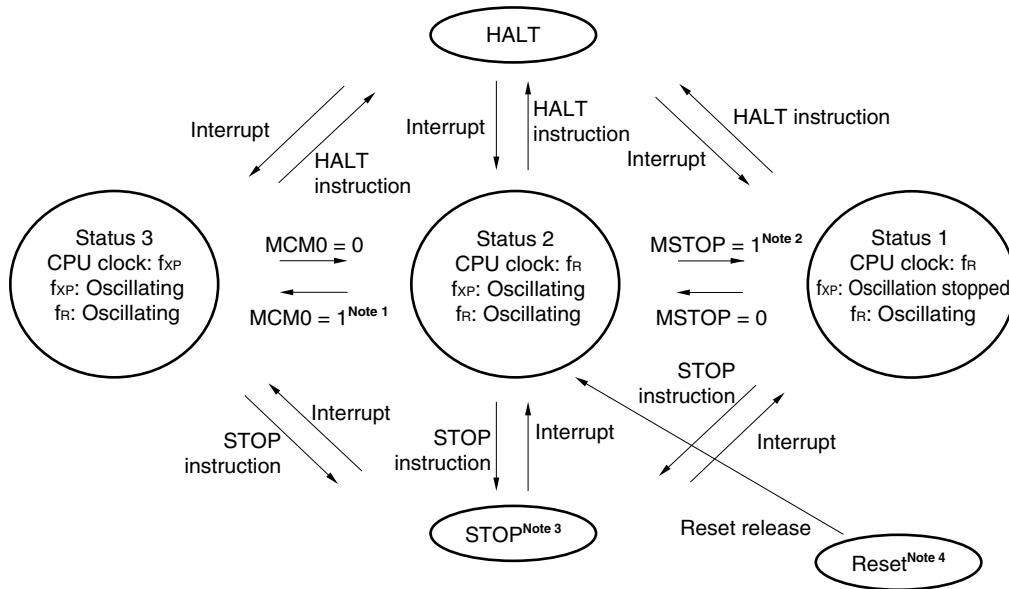 HALT
Interrupt
HALT
instruction
Interrupt
HALT
instruction
Interrupt
HALT instruction
Status 3
CPU clock: fXP
fXP: Oscillating
fR: Oscillating
MCM0 = 0
MCM0 = 1Note 1
Status 2
CPU clock: fR
fXP: Oscillating
fR: Oscillating
MSTOP = 1Note 2
MSTOP = 0
Status 1
CPU clock: fR
fXP: Oscillation stopped
fR: Oscillating
STOP
instruction
Interrupt
STOP
instruction
Interrupt
STOP
instruction
Interrupt
STOPNote 3
Reset release
ResetNote 4